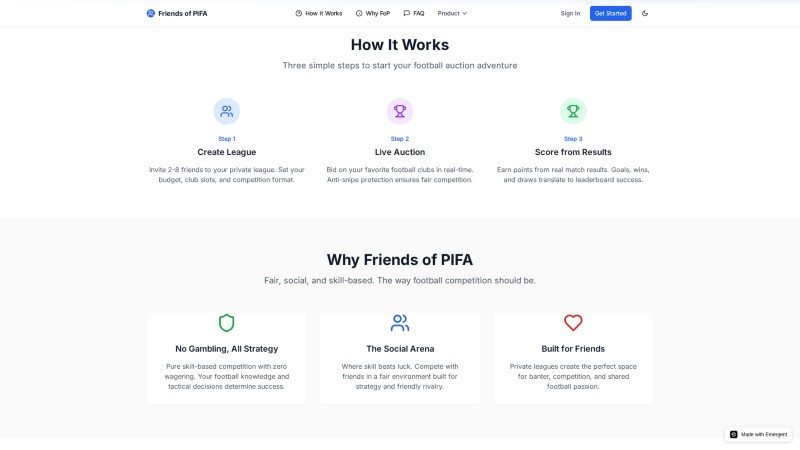 Friends of PIFA
How It Works
Why FoP
FAQ
Product
Sign In
Get Started
How It Works
Three simple steps to start your football auction adventure
Step 1
Create League
Invite 2-8 friends to your private league. Set your
budget, club slots, and competition format.
Step 2
Live Auction
Bid on your favorite football clubs in real-time.
Anti-snipe protection ensures fair competition.
Step 3
Score from Results
Earn points from real match results. Goals, wins,
and draws translate to leaderboard success.
Why Friends of PIFA
Fair, social, and skill-based. The way football competition should be.
No Gambling, All Strategy
Pure skill-based competition with zero
wagering. Your football knowledge and
tactical decisions determine success.
The Social Arena
Where skill beats luck. Compete with
friends in a fair environment built for
strategy and friendly rivalry.
Built for Friends
Private leagues create the perfect space
for banter, competition, and shared
football passion.
Made with Emergent